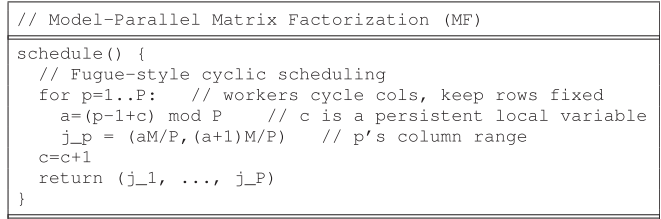 // Model-Parallel Matrix Factorization (MF)
schedule() {
  // Fugue-style cyclic scheduling
  for p=1..P:   // workers cycle cols, keep rows fixed
    a=(p-1+c) mod P    // c is a persistent local variable
    j_p = (aM/P,(a+1)M/P)   // p's column range
  c=c+1
  return (j_1, ..., j_P)
}